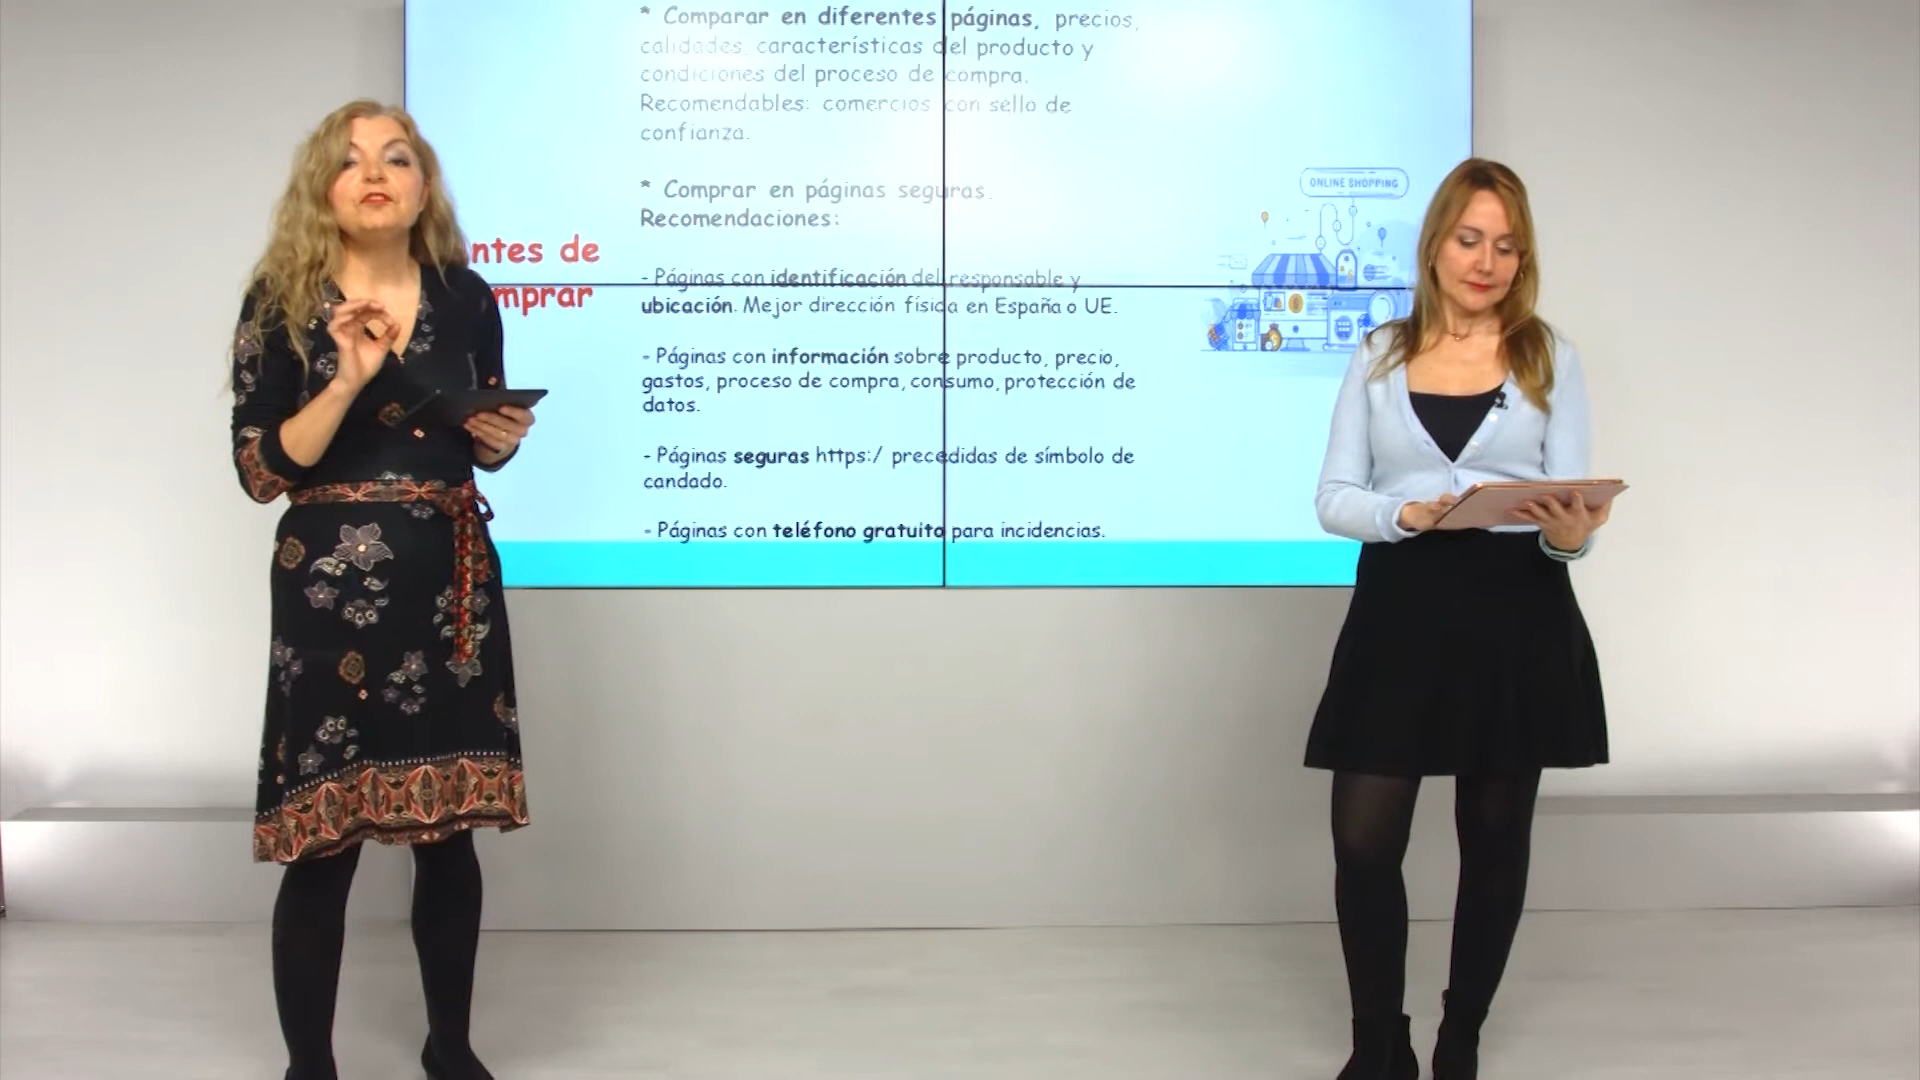 * Comparar en diferentes páginas, precios,
calidades, características del producto y
condiciones del proceso de compra.
Recomendables: comercios con sello de
confianza.
* Comprar en páginas seguras.
Recomendaciones:
ntes de
mprar
- Páginas con identificación del responsable y
ubicación. Mejor dirección física en España o UE.
- Páginas con información sobre producto, precio,
gastos, proceso de compra, consumo, protección de
datos.
- Páginas seguras https:/ precedidas de símbolo de
candado.
- Páginas con teléfono gratuito para incidencias.
ONLINE SHOPPING